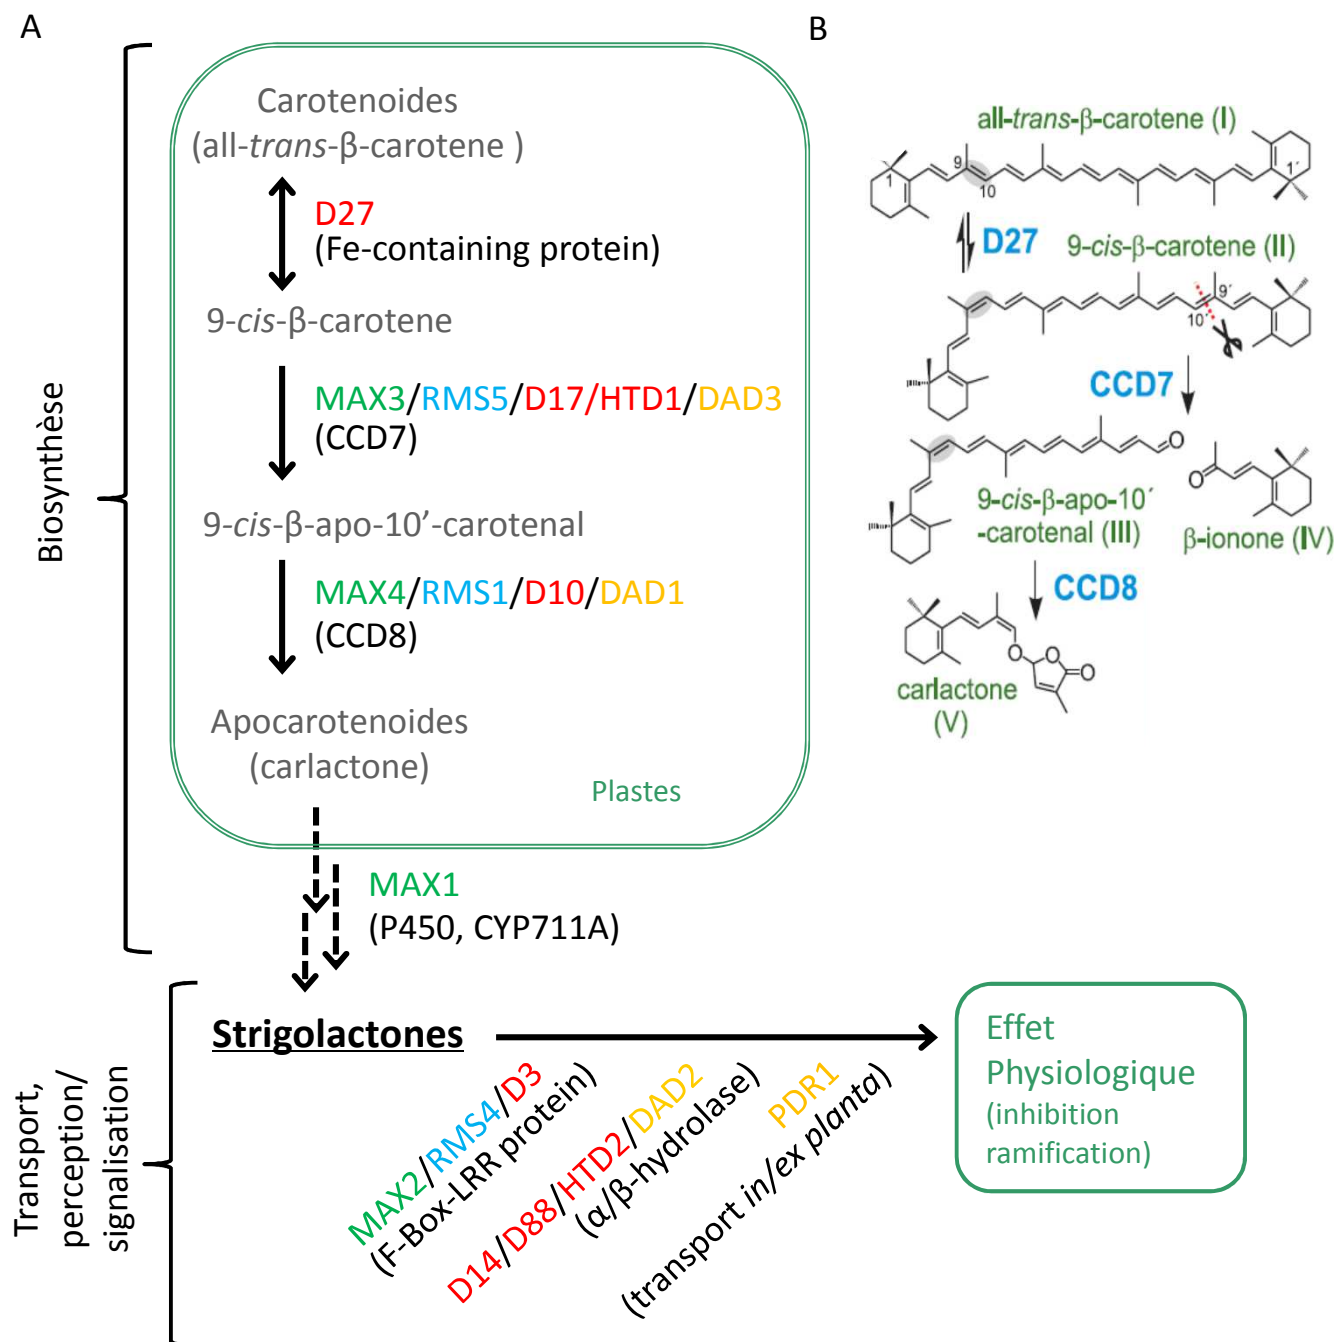 A
Biosynthèse
Carotenoides
(all-trans-β-carotene )
D27
(Fe-containing protein)
9-cis-β-carotene
MAX3/RMS5/D17/HTD1/DAD3
(CCD7)
9-cis-β-apo-10’-carotenal
MAX4/RMS1/D10/DAD1
(CCD8)
Apocarotenoides
(carlactone)
Plastes
MAX1
(P450, CYP711A)
B
all-trans-β-carotene (I)
1
9
10
1´
D27
9-cis-β-carotene (II)
9´
10´
CCD7
O
O
9-cis-β-apo-10´
-carotenal (III)
β-ionone (IV)
CCD8
O
O
O
carlactone
(V)
Transport,
perception/
signalisation
Strigolactones
MAX2/RMS4/D3
(F-Box-LRR protein)
D14/D88/HTD2/DAD2
(α/β-hydrolase)
PDR1
(transport in/ex planta)
Effet
Physiologique
(inhibition
ramification)